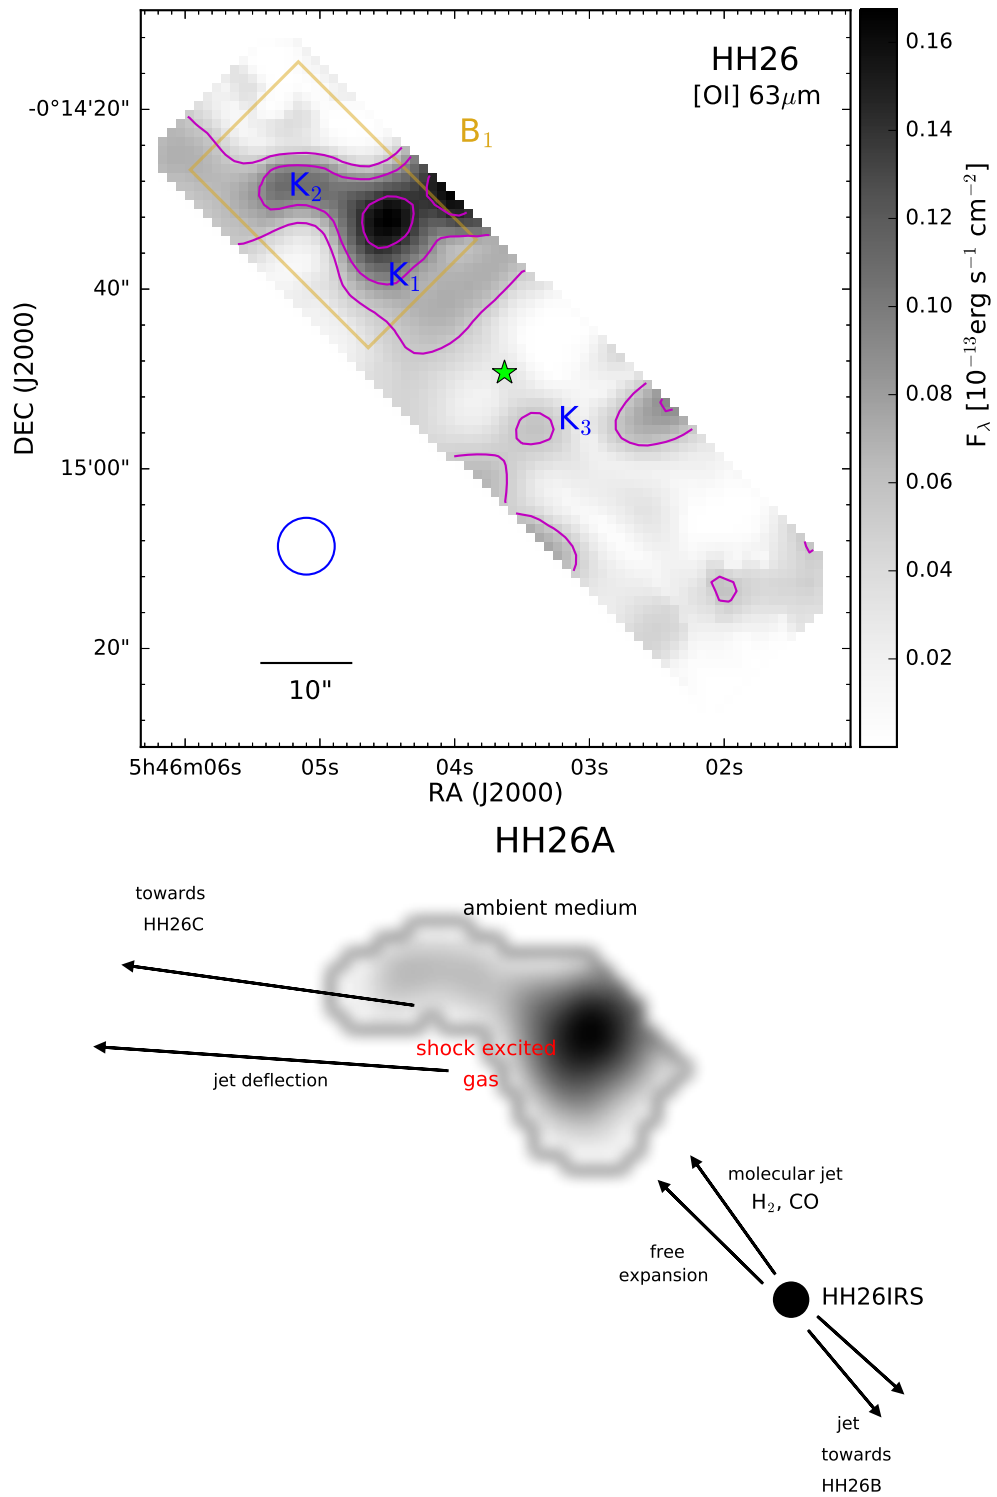 HH26
[OI] 63μm
B₁
K₂
K₁
K₃
10"
-0°14'20"
40"
15'00"
20"
DEC (J2000)
5h46m06s 05s 04s 03s 02s
RA (J2000)
0.16
0.14
0.12
0.10
0.08
0.06
0.04
0.02
F_λ [10⁻¹³erg s⁻¹ cm⁻²]
HH26A
towards
HH26C
ambient medium
shock excited
gas
jet deflection
molecular jet
H₂, CO
free
expansion
HH26IRS
jet
towards
HH26B